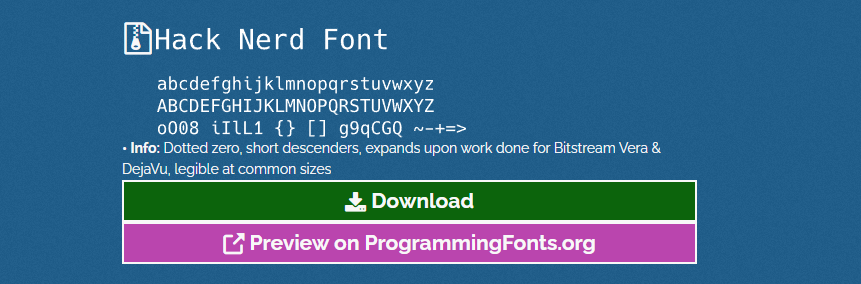 Hack Nerd Font
abcdefghijklmnopqrstuvwxyz
ABCDEFGHIJKLMNOPQRSTUVWXYZ
oO08 iIlL1 {} [] g9qCGQ ~-+=>
• Info: Dotted zero, short descenders, expands upon work done for Bitstream Vera &
DejaVu, legible at common sizes
Download
Preview on ProgrammingFonts.org